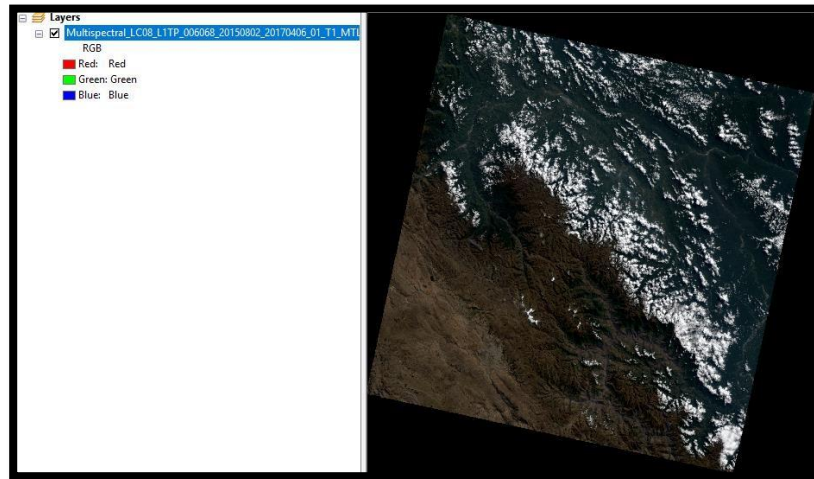 Layers
Multispectral_LC08_L1TP_006068_20150802_20170406_01_T1_MTL
RGB
Red: Red
Green: Green
Blue: Blue